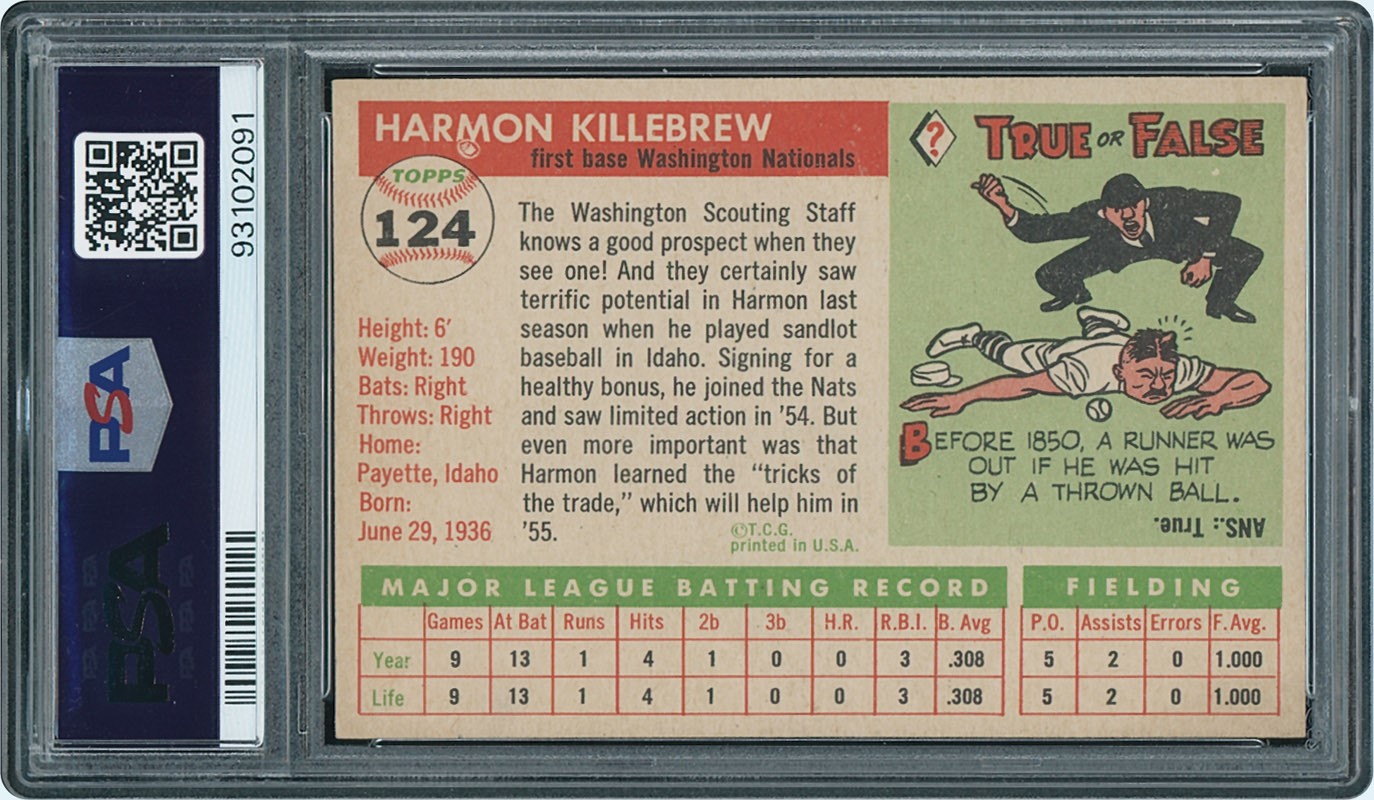 93102091
PSA
PSA
HARMON KILLEBREW
first base Washington Nationals
TOPPS
124
Height: 6′
Weight: 190
Bats: Right
Throws: Right
Home:
Payette, Idaho
Born:
June 29, 1936
The Washington Scouting Staff
knows a good prospect when they
see one! And they certainly saw
terrific potential in Harmon last
season when he played sandlot
baseball in Idaho. Signing for a
healthy bonus, he joined the Nats
and saw limited action in ’54. But
even more important was that
Harmon learned the “tricks of
the trade,” which will help him in
’55.
©T.C.G.
printed in U.S.A.
?
TRUE OR FALSE
BEFORE 1850, A RUNNER WAS
OUT IF HE WAS HIT
BY A THROWN BALL.
ANS.: True.
MAJOR LEAGUE BATTING RECORD
Games At Bat Runs Hits 2b 3b H.R. R.B.I. B. Avg
Year 9 13 1 4 1 0 0 3 .308
Life 9 13 1 4 1 0 0 3 .308
FIELDING
P.O. Assists Errors F. Avg.
5 2 0 1.000
5 2 0 1.000